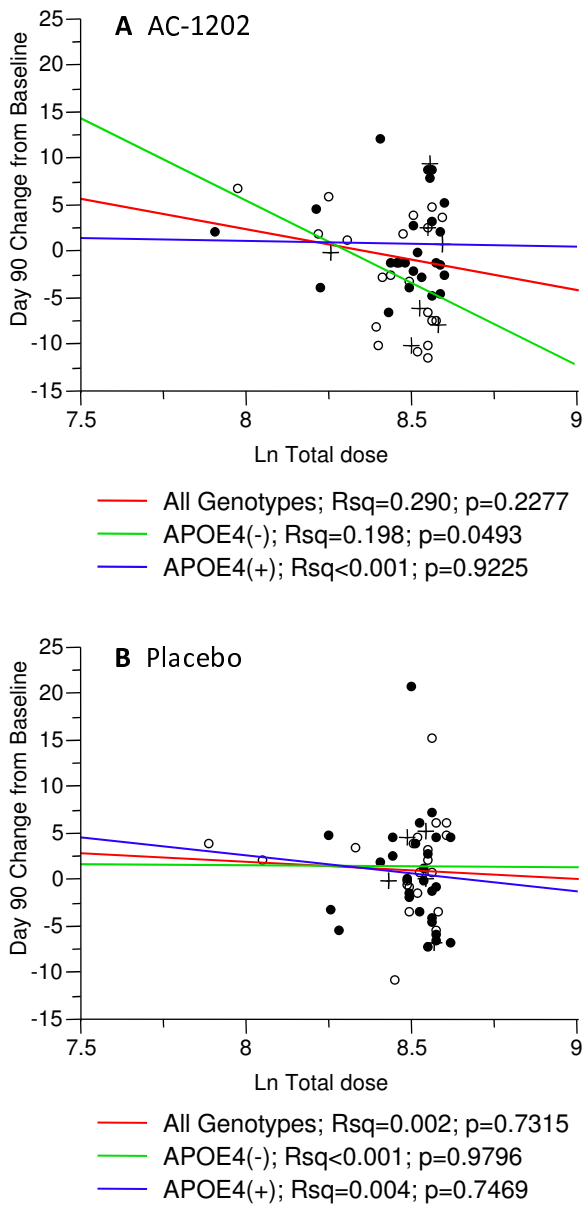 A AC-1202
Day 90 Change from Baseline
25
20
15
10
5
0
-5
-10
-15
7.5 8 8.5 9
Ln Total dose
All Genotypes; Rsq=0.290; p=0.2277
APOE4(-); Rsq=0.198; p=0.0493
APOE4(+); Rsq<0.001; p=0.9225
B Placebo
Day 90 Change from Baseline
25
20
15
10
5
0
-5
-10
-15
7.5 8 8.5 9
Ln Total dose
All Genotypes; Rsq=0.002; p=0.7315
APOE4(-); Rsq<0.001; p=0.9796
APOE4(+); Rsq=0.004; p=0.7469